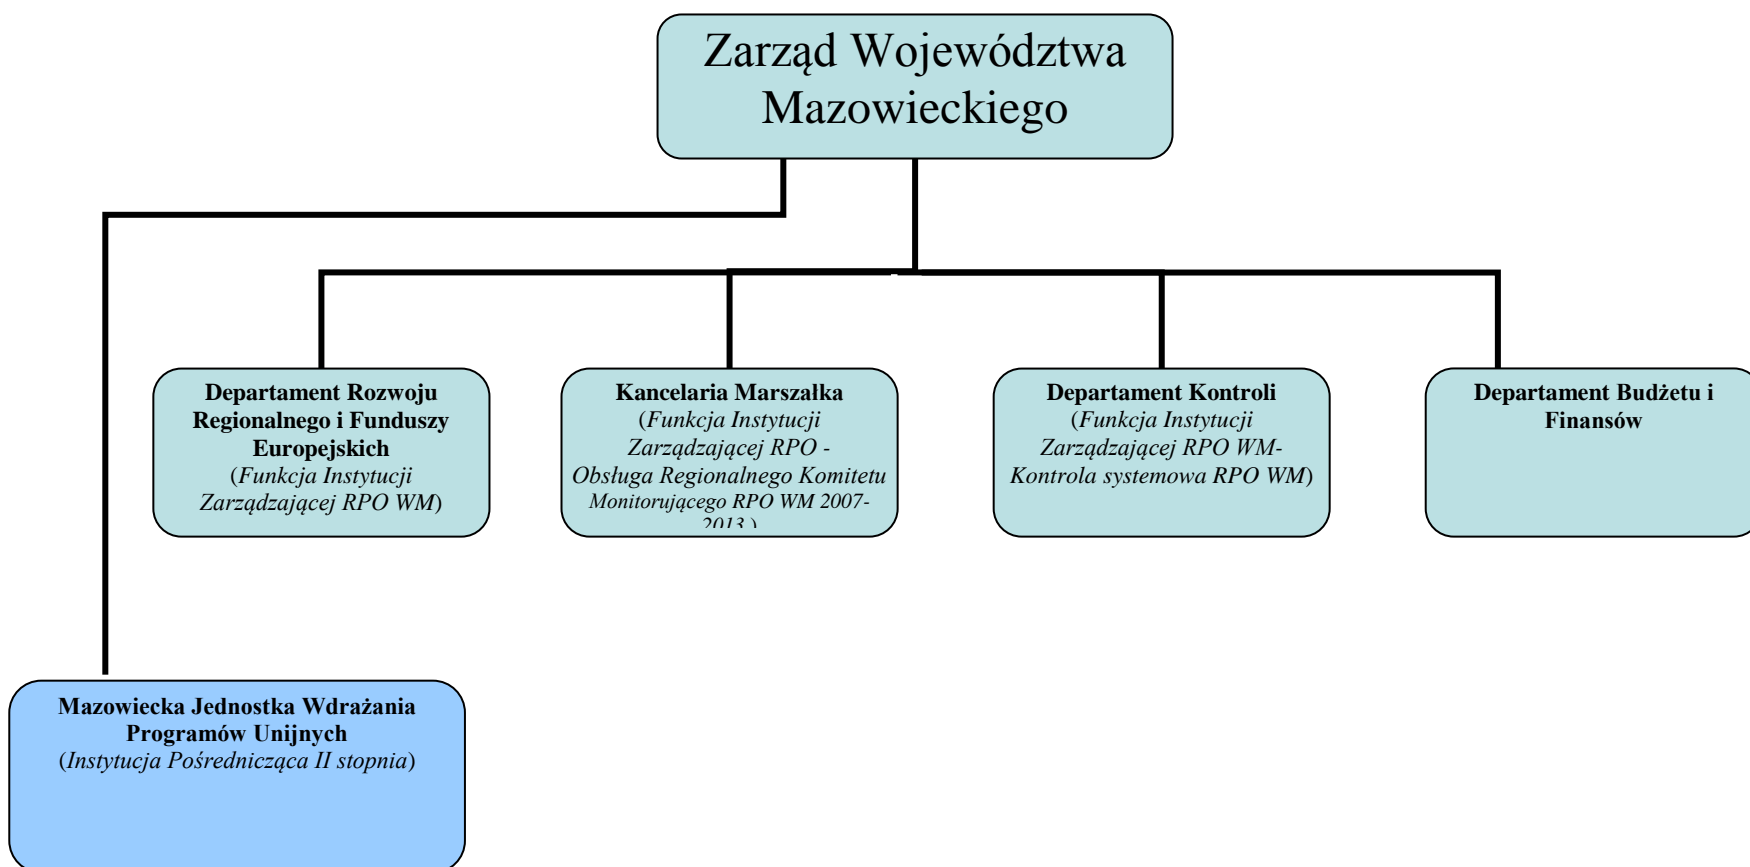 Zarząd Województwa
Mazowieckiego
Departament Rozwoju
Regionalnego i Funduszy
Europejskich
(Funkcja Instytucji
Zarządzającej RPO WM)
Kancelaria Marszałka
(Funkcja Instytucji
Zarządzającej RPO -
Obsługa Regionalnego Komitetu
Monitorującego RPO WM 2007-
2013 )
Departament Kontroli
(Funkcja Instytucji
Zarządzającej RPO WM-
Kontrola systemowa RPO WM)
Departament Budżetu i
Finansów
Mazowiecka Jednostka Wdrażania
Programów Unijnych
(Instytucja Pośrednicząca II stopnia)